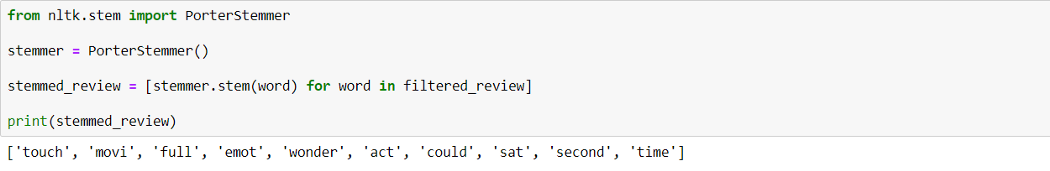 from nltk.stem import PorterStemmer
stemmer = PorterStemmer()
stemmed_review = [stemmer.stem(word) for word in filtered_review]
print(stemmed_review)
['touch', 'movi', 'full', 'emot', 'wonder', 'act', 'could', 'sat', 'second', 'time']